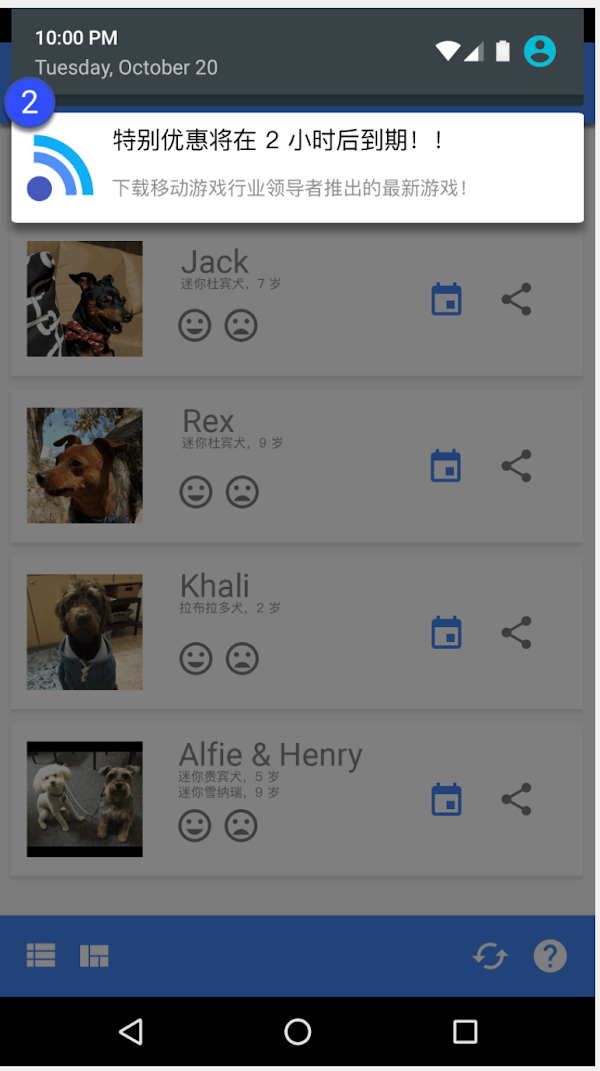 10:00 PM
Tuesday, October 20
2
特别优惠将在 2 小时后到期！！
下载移动游戏行业领导者推出的最新游戏！
Jack
迷你杜宾犬，7 岁
Rex
迷你杜宾犬，9 岁
Khali
拉布拉多犬，2 岁
Alfie & Henry
迷你贵宾犬，5 岁
迷你雪纳瑞，9 岁